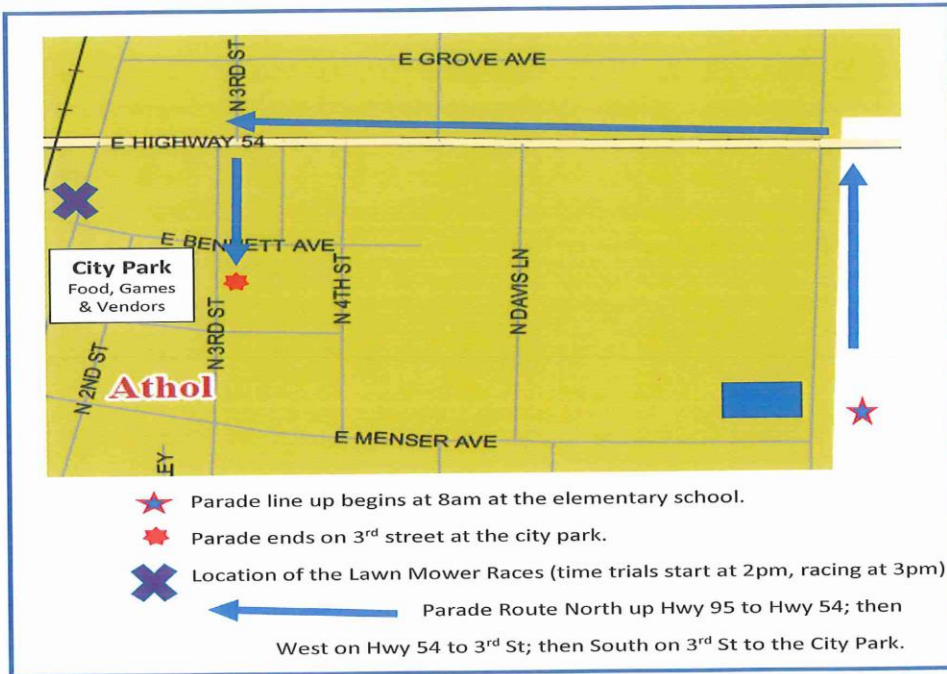 E GROVE AVE
N 3RD ST
E HIGHWAY 54
E BENNETT AVE
City Park
Food, Games
& Vendors
N 3RD ST
N 4TH ST
N DAVIS LN
N 2ND ST
Athol
E MENSER AVE
EY
Parade line up begins at 8am at the elementary school.
Parade ends on 3rd street at the city park.
Location of the Lawn Mower Races (time trials start at 2pm, racing at 3pm)
Parade Route North up Hwy 95 to Hwy 54; then
West on Hwy 54 to 3rd St; then South on 3rd St to the City Park.